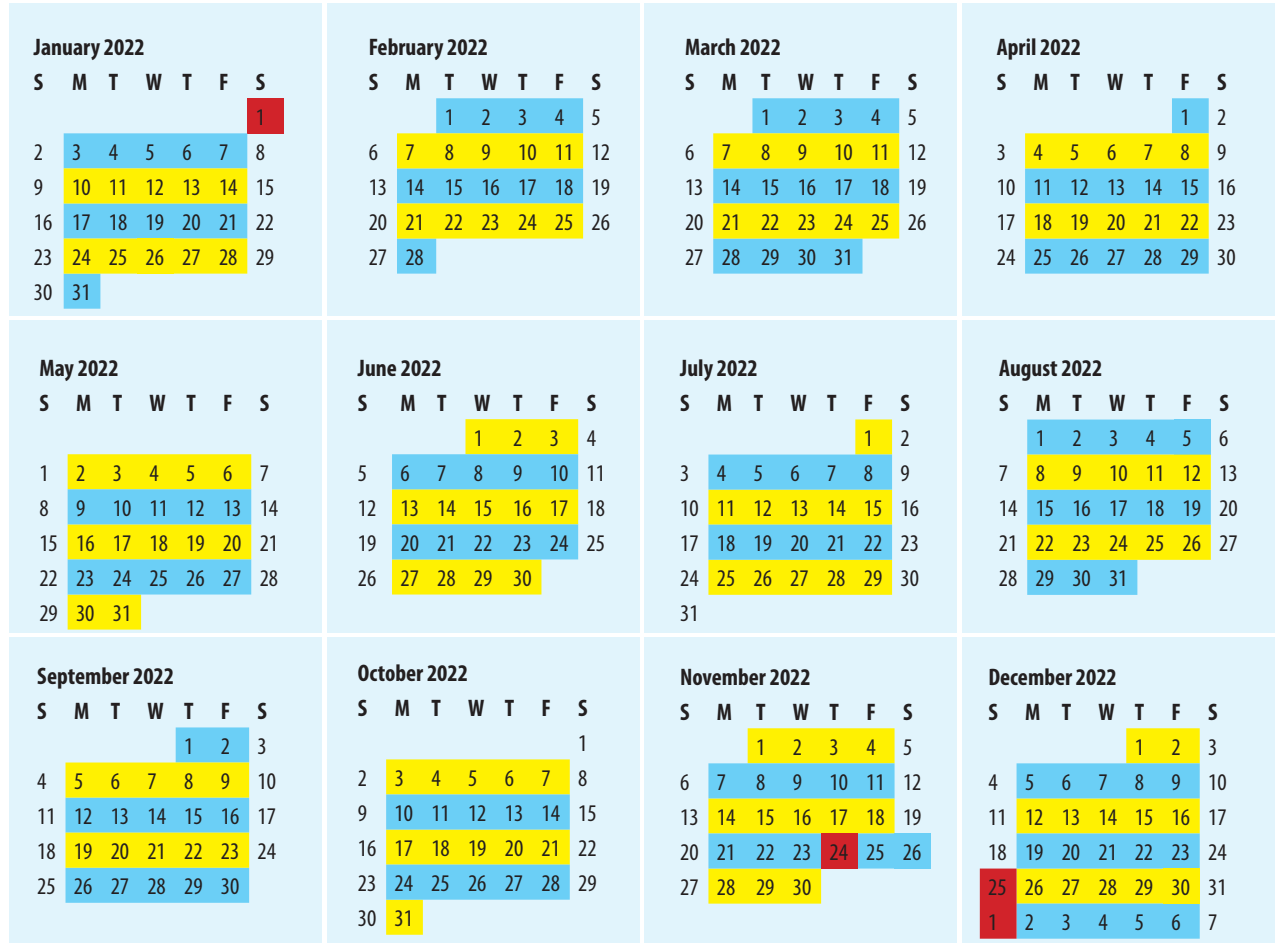 January 2022
S M T W T F S
1
2 3 4 5 6 7 8
9 10 11 12 13 14 15
16 17 18 19 20 21 22
23 24 25 26 27 28 29
30 31
February 2022
S M T W T F S
1 2 3 4 5
6 7 8 9 10 11 12
13 14 15 16 17 18 19
20 21 22 23 24 25 26
27 28
March 2022
S M T W T F S
1 2 3 4 5
6 7 8 9 10 11 12
13 14 15 16 17 18 19
20 21 22 23 24 25 26
27 28 29 30 31
April 2022
S M T W T F S
1 2
3 4 5 6 7 8 9
10 11 12 13 14 15 16
17 18 19 20 21 22 23
24 25 26 27 28 29 30
May 2022
S M T W T F S
1 2 3 4 5 6 7
8 9 10 11 12 13 14
15 16 17 18 19 20 21
22 23 24 25 26 27 28
29 30 31
June 2022
S M T W T F S
1 2 3 4
5 6 7 8 9 10 11
12 13 14 15 16 17 18
19 20 21 22 23 24 25
26 27 28 29 30
July 2022
S M T W T F S
1 2
3 4 5 6 7 8 9
10 11 12 13 14 15 16
17 18 19 20 21 22 23
24 25 26 27 28 29 30
31
August 2022
S M T W T F S
1 2 3 4 5 6
7 8 9 10 11 12 13
14 15 16 17 18 19 20
21 22 23 24 25 26 27
28 29 30 31
September 2022
S M T W T F S
1 2 3
4 5 6 7 8 9 10
11 12 13 14 15 16 17
18 19 20 21 22 23 24
25 26 27 28 29 30
October 2022
S M T W T F S
1
2 3 4 5 6 7 8
9 10 11 12 13 14 15
16 17 18 19 20 21 22
23 24 25 26 27 28 29
30 31
November 2022
S M T W T F S
1 2 3 4 5
6 7 8 9 10 11 12
13 14 15 16 17 18 19
20 21 22 23 24 25 26
27 28 29 30
December 2022
S M T W T F S
1 2 3
4 5 6 7 8 9 10
11 12 13 14 15 16 17
18 19 20 21 22 23 24
25 26 27 28 29 30 31
1 2 3 4 5 6 7